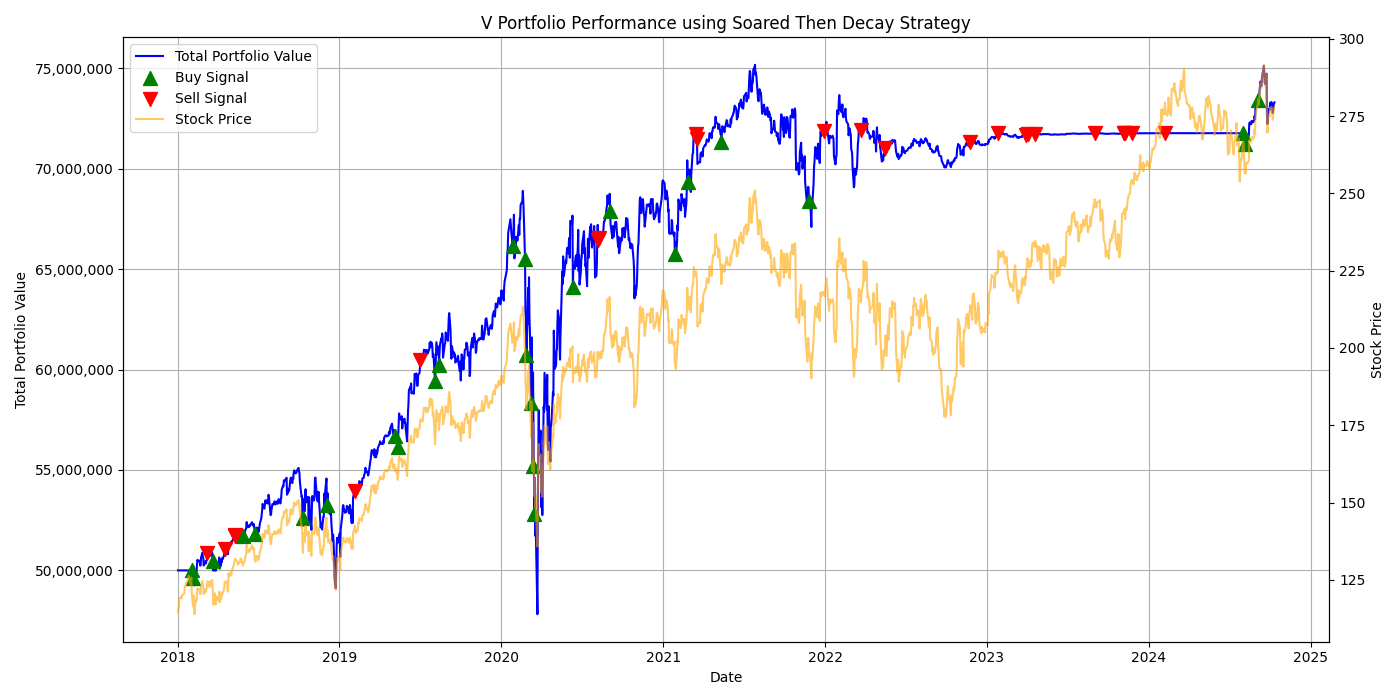 V Portfolio Performance using Soared Then Decay Strategy
Total Portfolio Value
Buy Signal
Sell Signal
Stock Price
Total Portfolio Value
75,000,000
70,000,000
65,000,000
60,000,000
55,000,000
50,000,000
300
275
250
225
200
175
150
125
Stock Price
2018
2019
2020
2021
2022
2023
2024
2025
Date